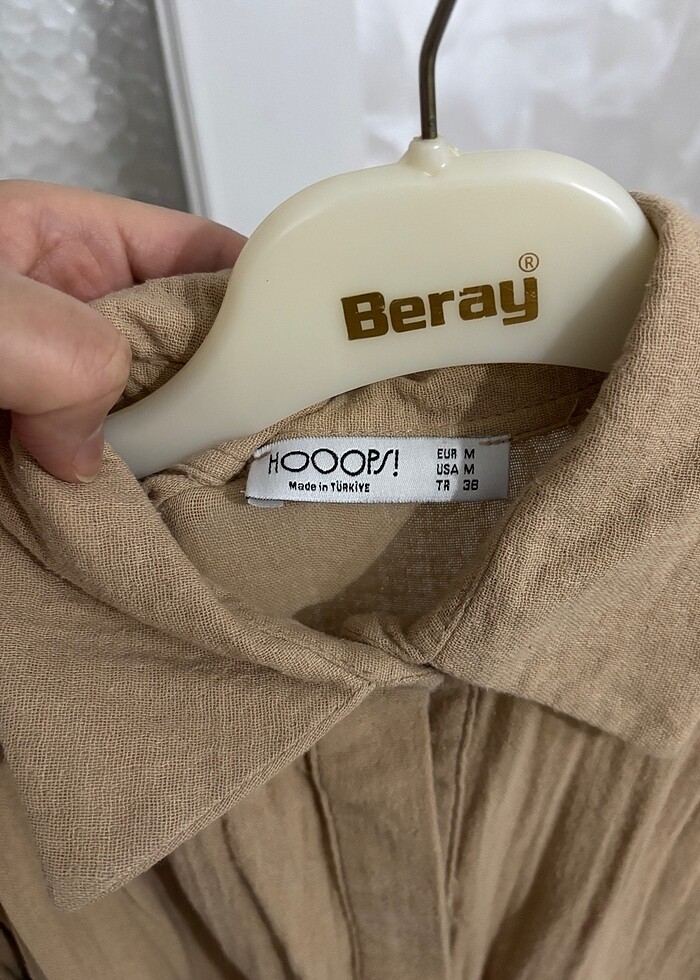 Beray®
HOOOPS!
Made in TÜRKİYE
EUR M
USA M
TR 38